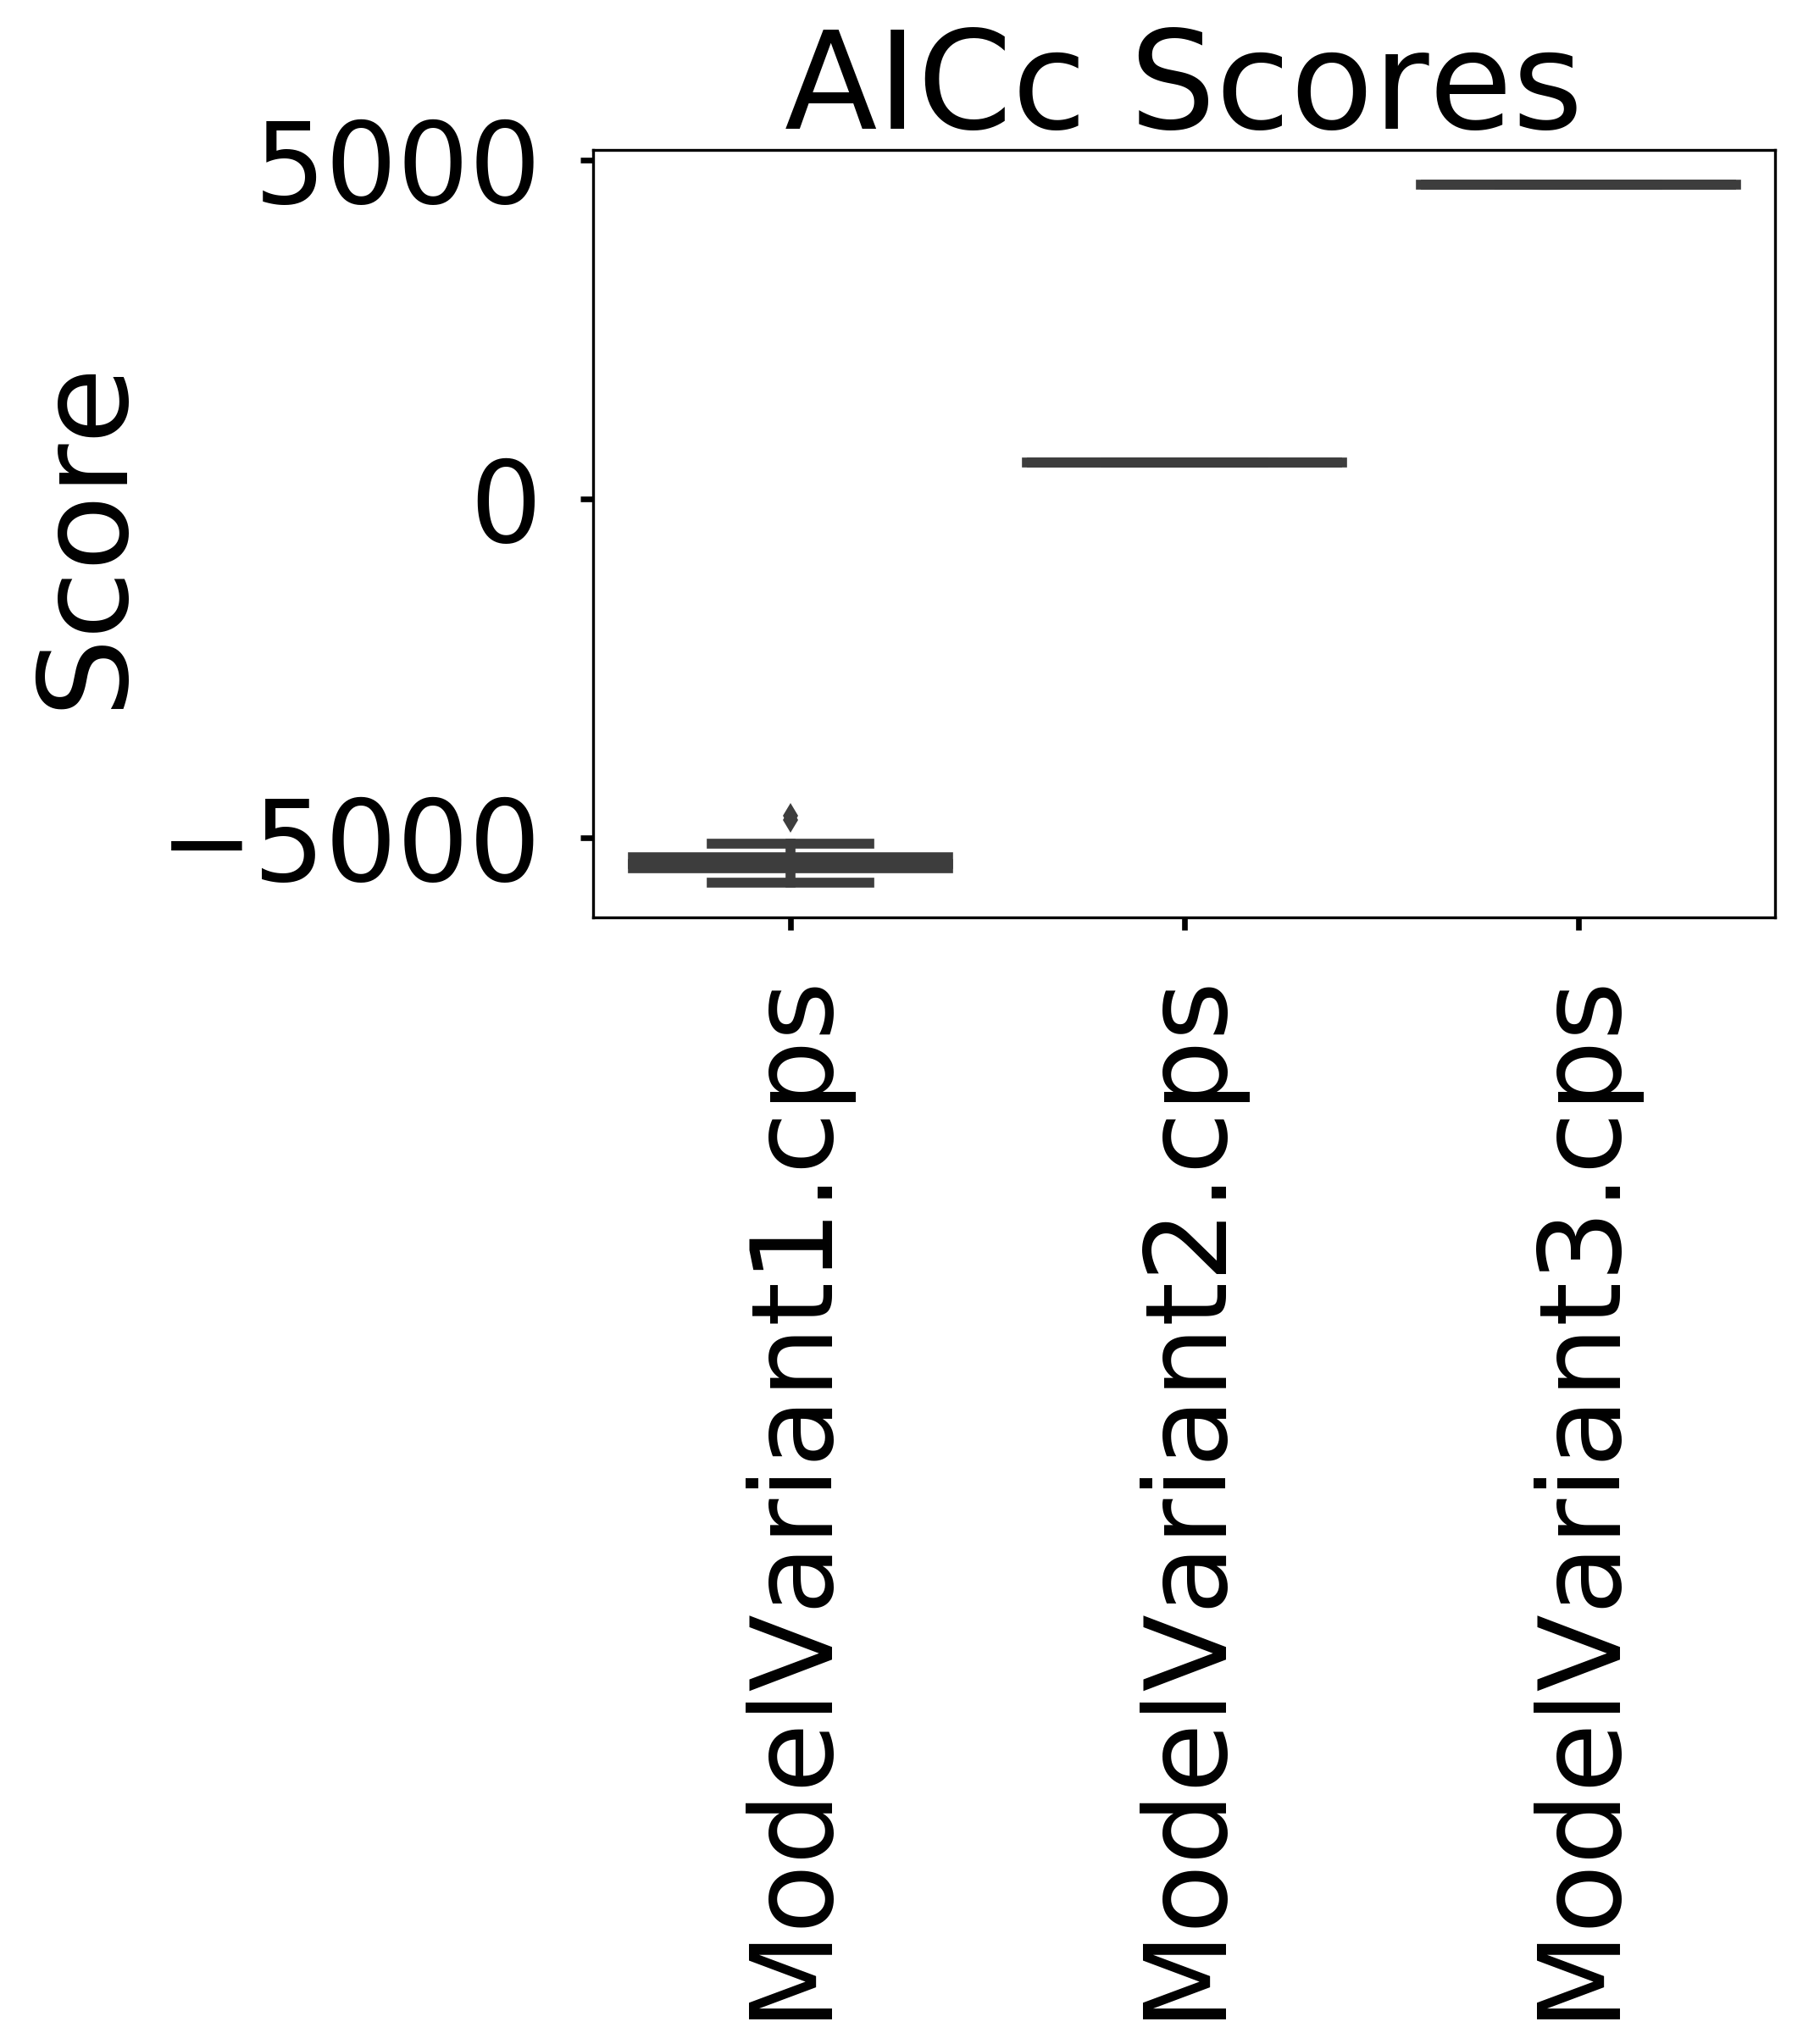 AICc Scores
Score
5000
0
−5000
ModelVariant1.cps
ModelVariant2.cps
ModelVariant3.cps